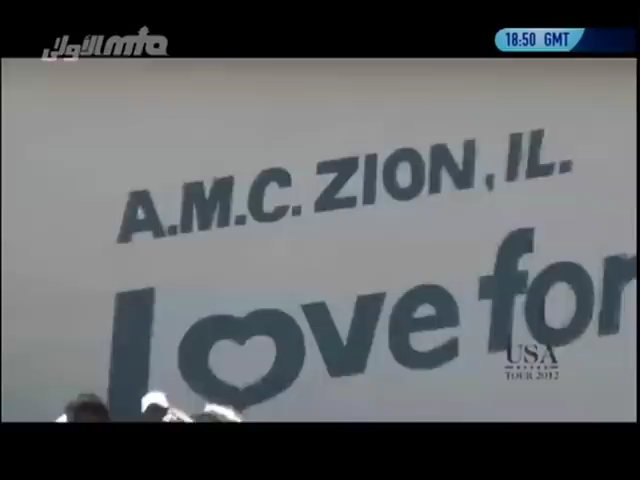 mta الأولى
18:50 GMT
A.M.C. ZION, IL.
Love for
USA
TOUR 2012